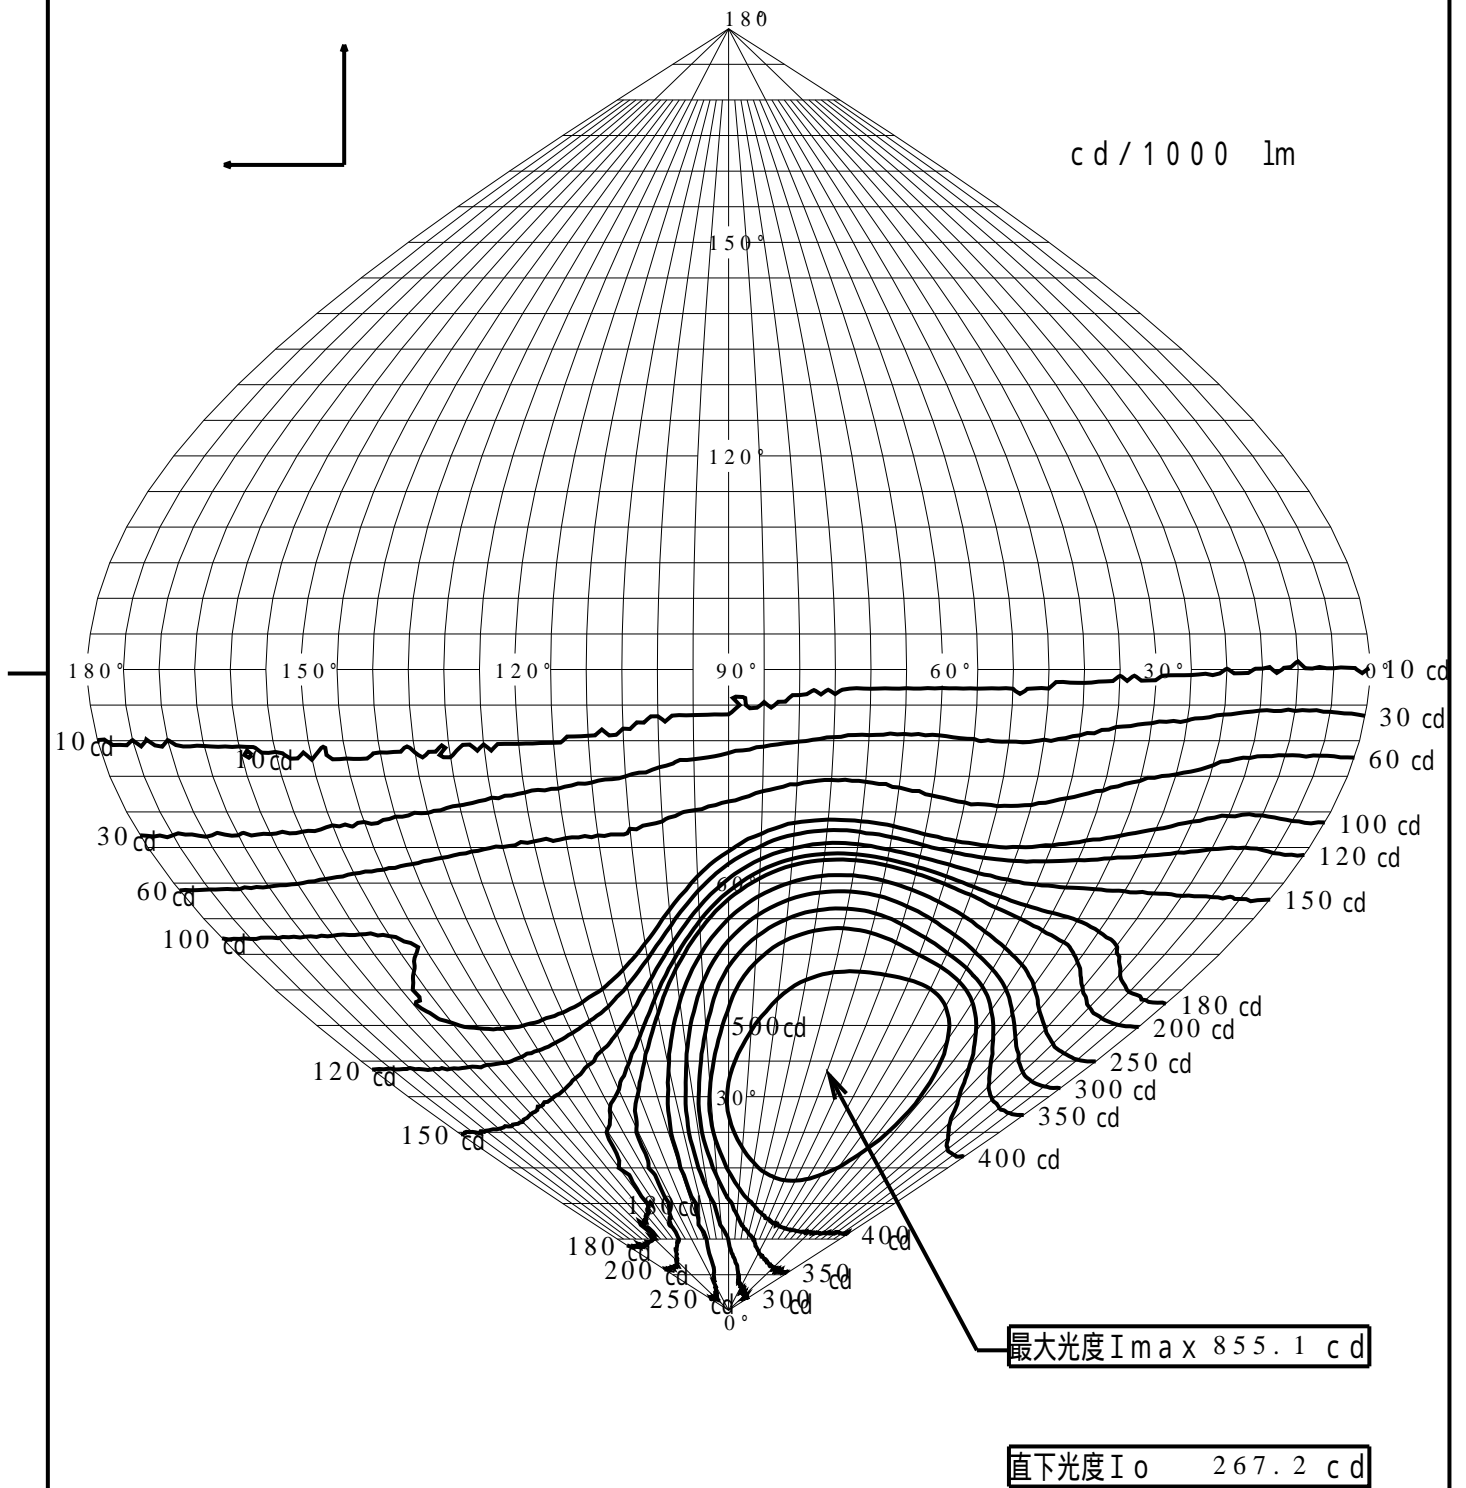 180
cd/1000 lm
150°
120°
180° 150° 120° 90° 60° 30° 0° 10 cd
30 cd
10 cd
10 cd
60 cd
30 cd
100 cd
120 cd
60°
60 cd
150 cd
100 cd
180 cd
500 cd
200 cd
250 cd
120 cd
300 cd
30°
350 cd
150 cd
400 cd
180 cd
400 cd
180 cd
200 cd
350 cd
250 cd
300 cd
0°
最大光度Imax 855.1 cd
直下光度Io 267.2 cd